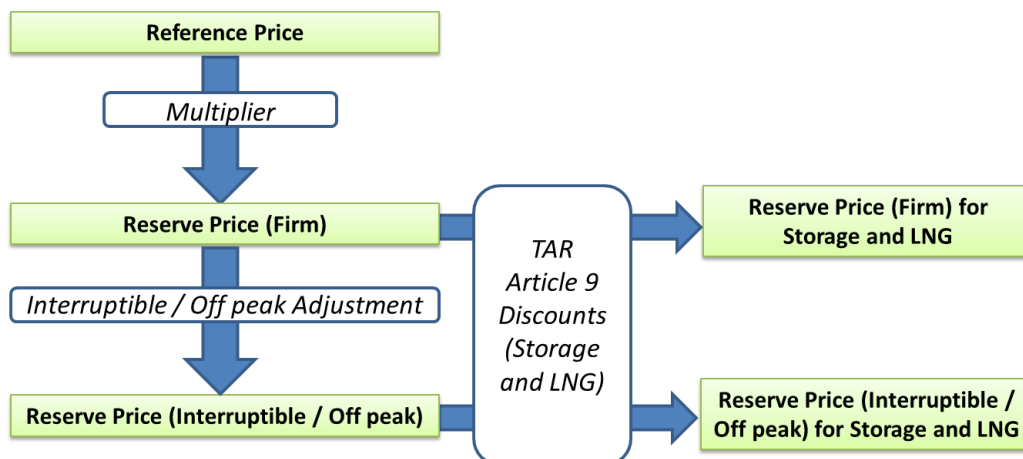 Reference Price
Multiplier
Reserve Price (Firm)
Interruptible / Off peak Adjustment
Reserve Price (Interruptible / Off peak)
TAR
Article 9
Discounts
(Storage
and LNG)
Reserve Price (Firm) for
Storage and LNG
Reserve Price (Interruptible /
Off peak) for Storage and LNG